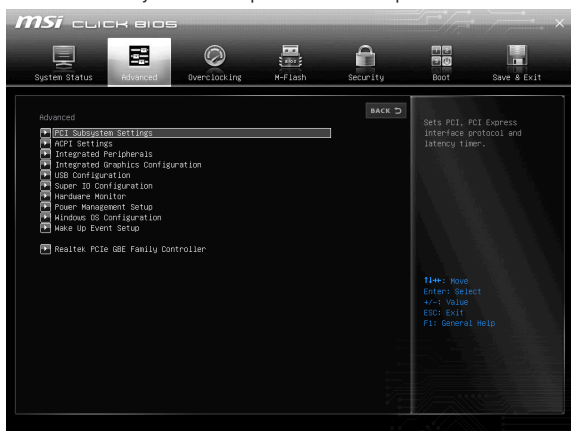 msi CLICK BIOS
System Status
Advanced
Overclocking
M-Flash
Security
Boot
Save & Exit
BACK
Advanced
PCI Subsystem Settings
ACPI Settings
Integrated Peripherals
Integrated Graphics Configuration
USB Configuration
Super IO Configuration
Hardware Monitor
Power Management Setup
Windows OS Configuration
Wake Up Event Setup
Realtek PCIe GBE Family Controller
Sets PCI, PCI Express
interface protocol and
latency timer.
↑↓→←: Move
Enter: Select
+/-: Value
ESC: Exit
F1: General Help